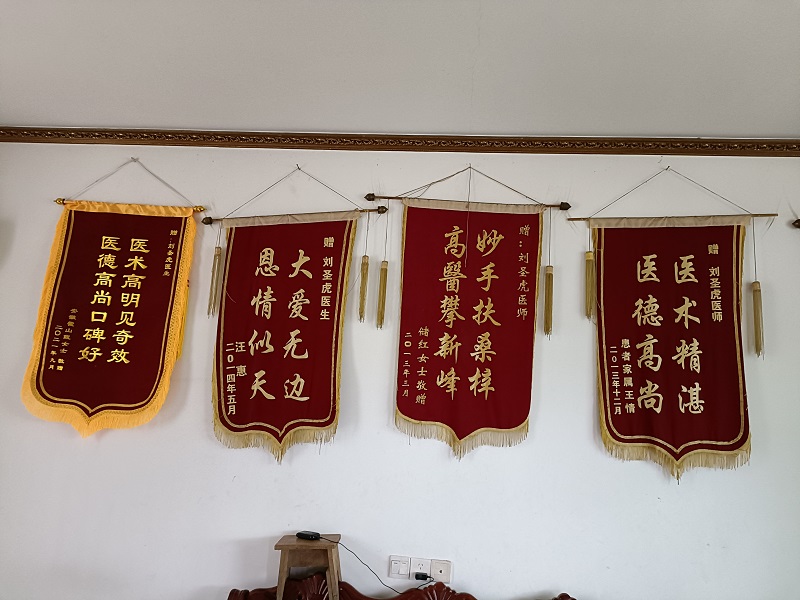 赠：刘圣虎医生
医术高明见奇效
医德高尚口碑好
二〇二一年九月
赠 刘圣虎医生
大爱无边
恩情似天
汪惠
二〇一四年五月
赠：刘圣虎医师
妙手扶桑梓
高醫攀新峰
储红女士敬赠
二〇一三年三月
赠 刘圣虎医师
医术精湛
医德高尚
患者家属王情
二〇一三年十二月